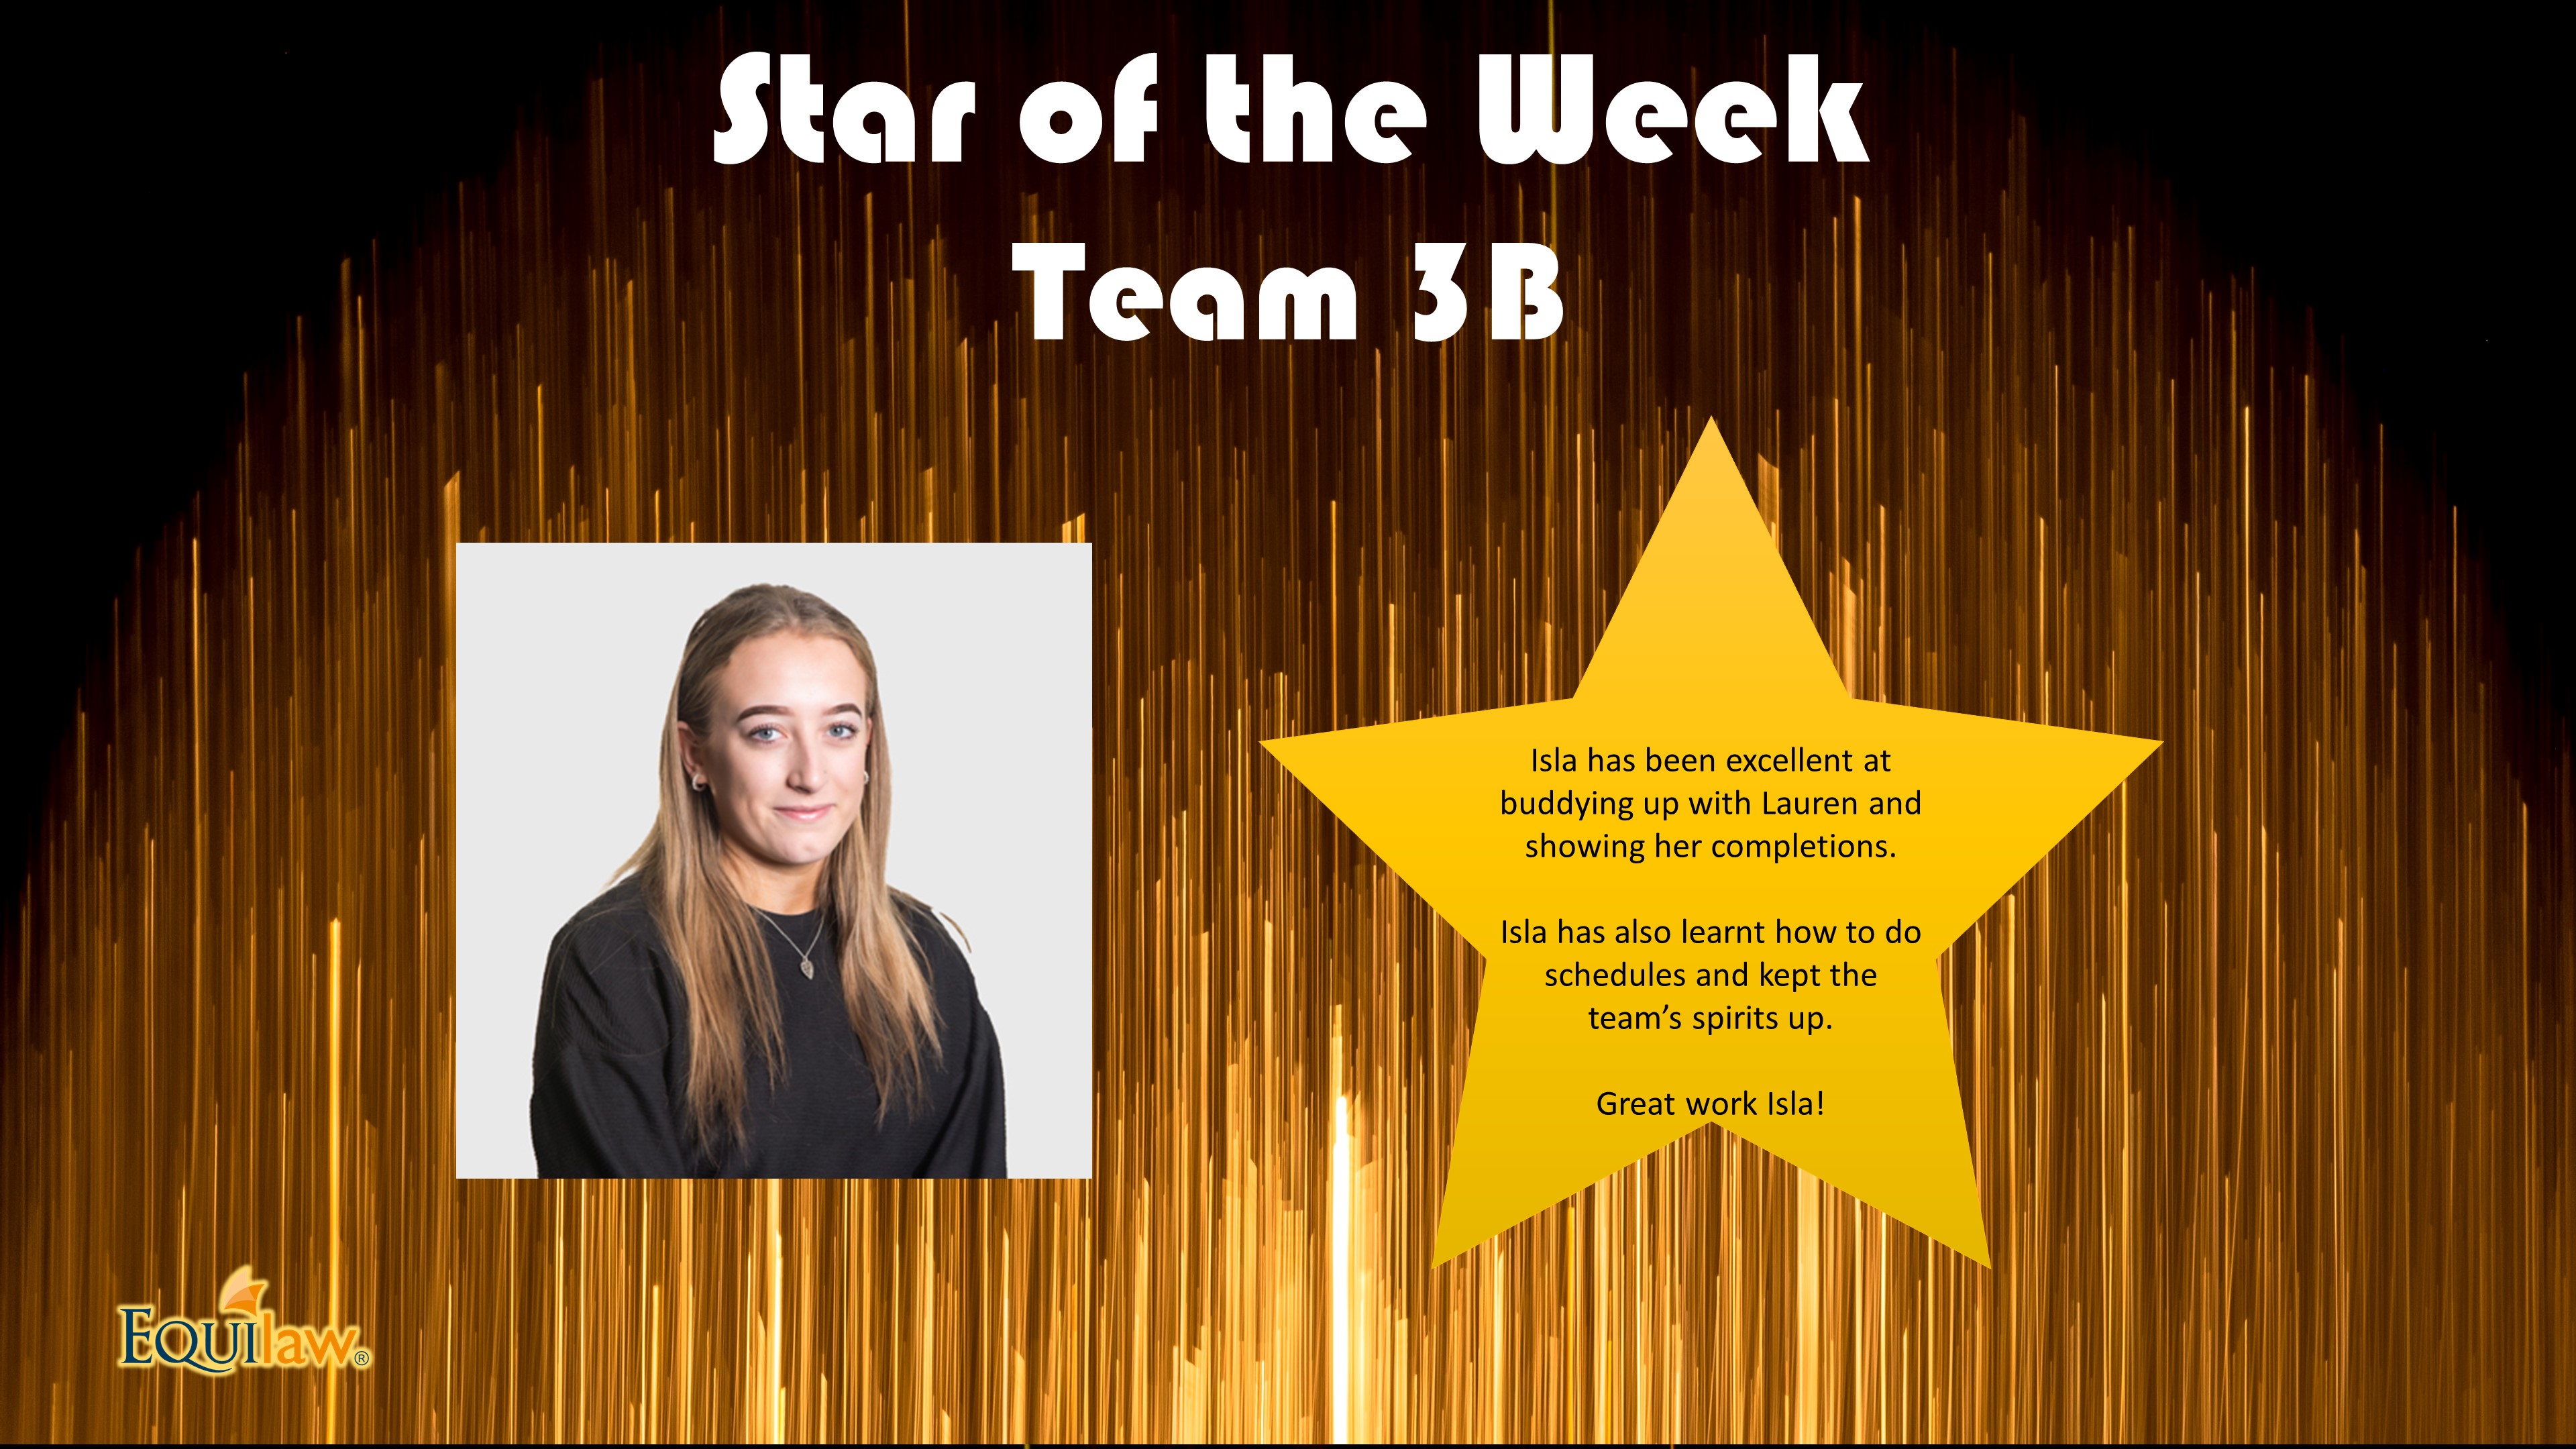 Star of the Week
Team 3B
Isla has been excellent at
buddying up with Lauren and
showing her completions.
Isla has also learnt how to do
schedules and kept the
team’s spirits up.
Great work Isla!
EQUIlaw®